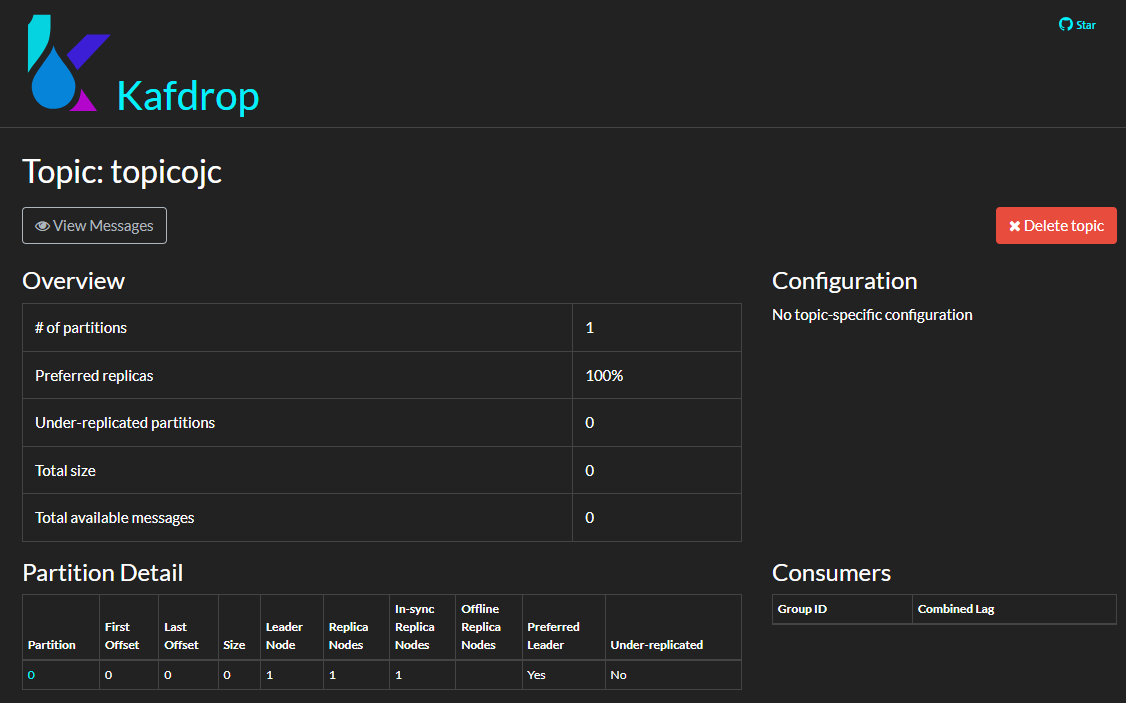 Star
Kafdrop
Topic: topicojc
View Messages
Delete topic
Overview
# of partitions 1
Preferred replicas 100%
Under-replicated partitions 0
Total size 0
Total available messages 0
Configuration
No topic-specific configuration
Partition Detail
Partition First Offset Last Offset Size Leader Node Replica Nodes In-sync Replica Nodes Offline Replica Nodes Preferred Leader Under-replicated
0 0 0 0 1 1 1 Yes No
Consumers
Group ID Combined Lag